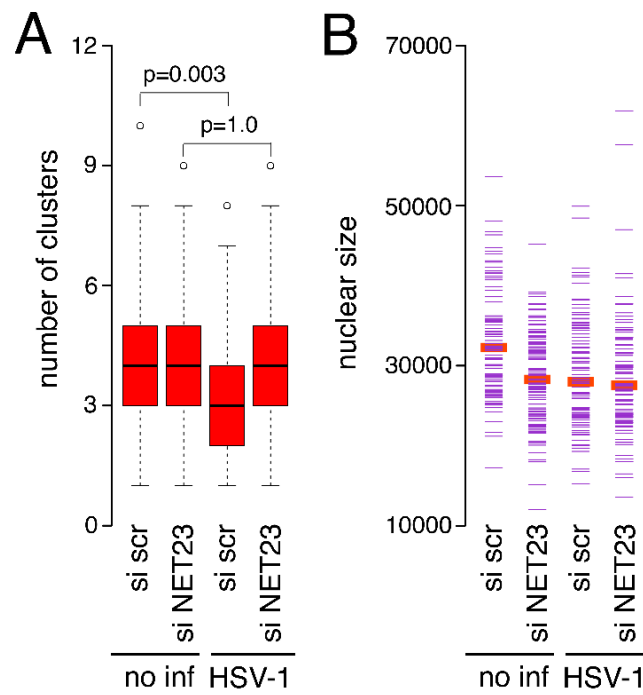 A
number of clusters
12
9
6
3
0
p=0.003
p=1.0
si scr
si NET23
si scr
si NET23
no inf
HSV-1
B
nuclear size
70000
50000
30000
10000
si scr
si NET23
si scr
si NET23
no inf
HSV-1